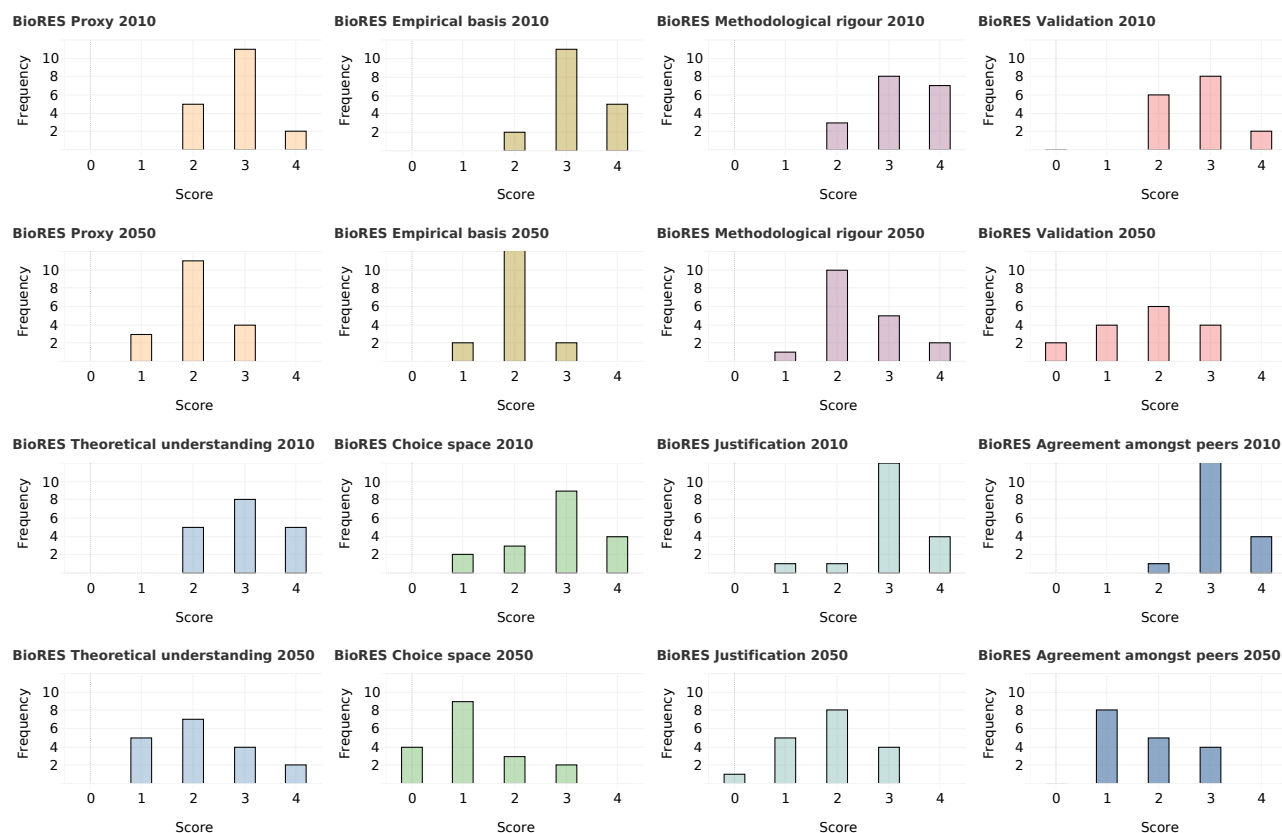 BioRES Proxy 2010
Frequency
10
8
6
4
2
0 1 2 3 4
Score
BioRES Empirical basis 2010
Frequency
10
8
6
4
2
0 1 2 3 4
Score
BioRES Methodological rigour 2010
Frequency
10
8
6
4
2
0 1 2 3 4
Score
BioRES Validation 2010
Frequency
10
8
6
4
2
0 1 2 3 4
Score
BioRES Proxy 2050
Frequency
10
8
6
4
2
0 1 2 3 4
Score
BioRES Empirical basis 2050
Frequency
10
8
6
4
2
0 1 2 3 4
Score
BioRES Methodological rigour 2050
Frequency
10
8
6
4
2
0 1 2 3 4
Score
BioRES Validation 2050
Frequency
10
8
6
4
2
0 1 2 3 4
Score
BioRES Theoretical understanding 2010
Frequency
10
8
6
4
2
0 1 2 3 4
Score
BioRES Choice space 2010
Frequency
10
8
6
4
2
0 1 2 3 4
Score
BioRES Justification 2010
Frequency
10
8
6
4
2
0 1 2 3 4
Score
BioRES Agreement amongst peers 2010
Frequency
10
8
6
4
2
0 1 2 3 4
Score
BioRES Theoretical understanding 2050
Frequency
10
8
6
4
2
0 1 2 3 4
Score
BioRES Choice space 2050
Frequency
10
8
6
4
2
0 1 2 3 4
Score
BioRES Justification 2050
Frequency
10
8
6
4
2
0 1 2 3 4
Score
BioRES Agreement amongst peers 2050
Frequency
10
8
6
4
2
0 1 2 3 4
Score